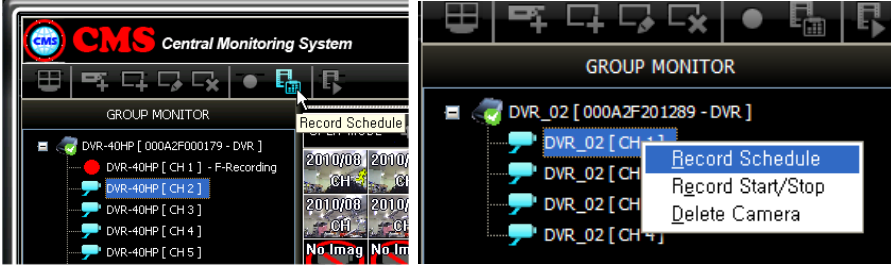 CMS
CMS Central Monitoring System
GROUP MONITOR
Record Schedule
DVR-40HP [ 000A2F000179 - DVR ]
DVR-40HP [ CH 1 ] - F-Recording
DVR-40HP [ CH 2 ]
DVR-40HP [ CH 3 ]
DVR-40HP [ CH 4 ]
DVR-40HP [ CH 5 ]
2010/08 2010/
CH CH
2010/08 2010/
CH CH
No Imag No Im
GROUP MONITOR
DVR_02 [ 000A2F201289 - DVR ]
DVR_02 [ CH 1 ]
DVR_02 [ CH
DVR_02 [ CH
DVR_02 [ CH 4 ]
Record Schedule
Record Start/Stop
Delete Camera